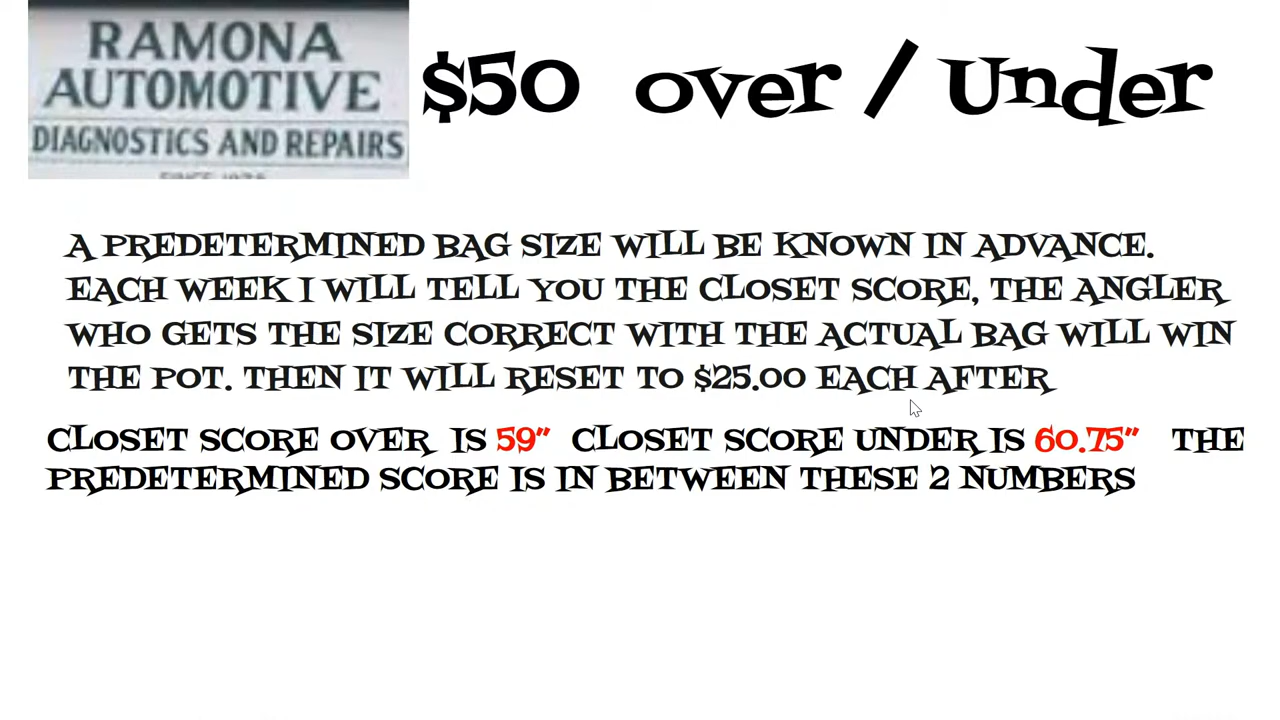 RAMONA
AUTOMOTIVE
DIAGNOSTICS AND REPAIRS
$50 over / Under
A PREDETERMINED BAG SIZE WILL BE KNOWN IN ADVANCE.
EACH WEEK I WILL TELL YOU THE CLOSET SCORE, THE ANGLER
WHO GETS THE SIZE CORRECT WITH THE ACTUAL BAG WILL WIN
THE POT. THEN IT WILL RESET TO $25.00 EACH AFTER
CLOSET SCORE OVER IS 59" CLOSET SCORE UNDER IS 60.75" THE
PREDETERMINED SCORE IS IN BETWEEN THESE 2 NUMBERS